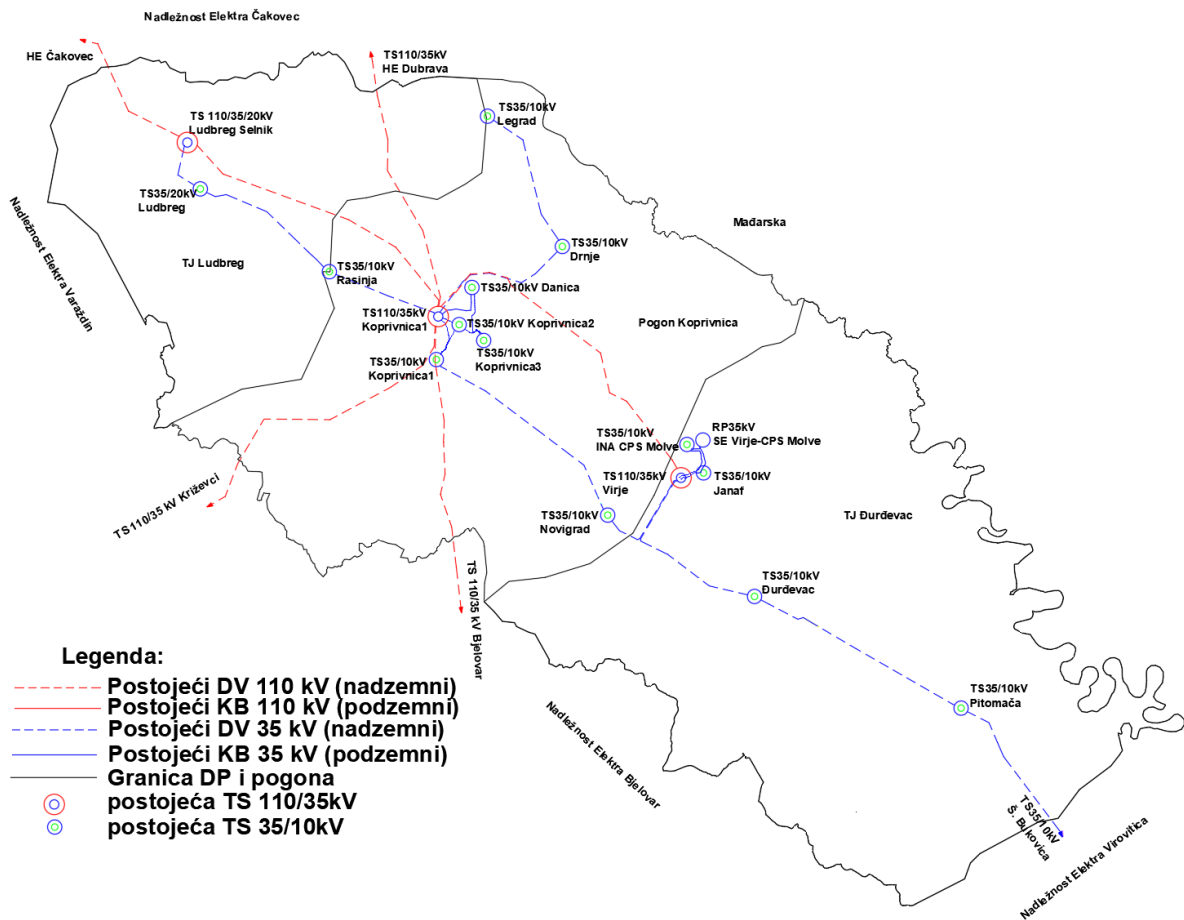 Nadležnost Elektra Čakovec
HE Čakovec
TS110/35kV
HE Dubrava
TS35/10kV
Legrad
TS 110/35/20kV
Ludbreg Selnik
TS35/20kV
Ludbreg
Nadležnost Elektra Varaždin
TJ Ludbreg
TS35/10kV
Rasinja
Mađarska
TS35/10kV
Drnje
TS35/10kV Danica
TS110/35kV
Koprivnica1
TS35/10kV Koprivnica2
Pogon Koprivnica
TS35/10kV
Koprivnica3
TS35/10kV
Koprivnica1
TS35/10kV
INA CPS Molve
RP35kV
SE Virje-CPS Molve
TS110/35kV
Virje
TS35/10kV
Janaf
TS110/35 kV Križevci
TS35/10kV
Novigrad
TJ Đurđevac
TS35/10kV
Đurđevac
TS 110/35 kV Bjelovar
TS35/10kV
Pitomača
Nadležnost Elektra Bjelovar
TS35/10kV
Š. Bukovica
Nadležnost Elektra Virovitica
Legenda:
Postojeći DV 110 kV (nadzemni)
Postojeći KB 110 kV (podzemni)
Postojeći DV 35 kV (nadzemni)
Postojeći KB 35 kV (podzemni)
Granica DP i pogona
postojeća TS 110/35kV
postojeća TS 35/10kV